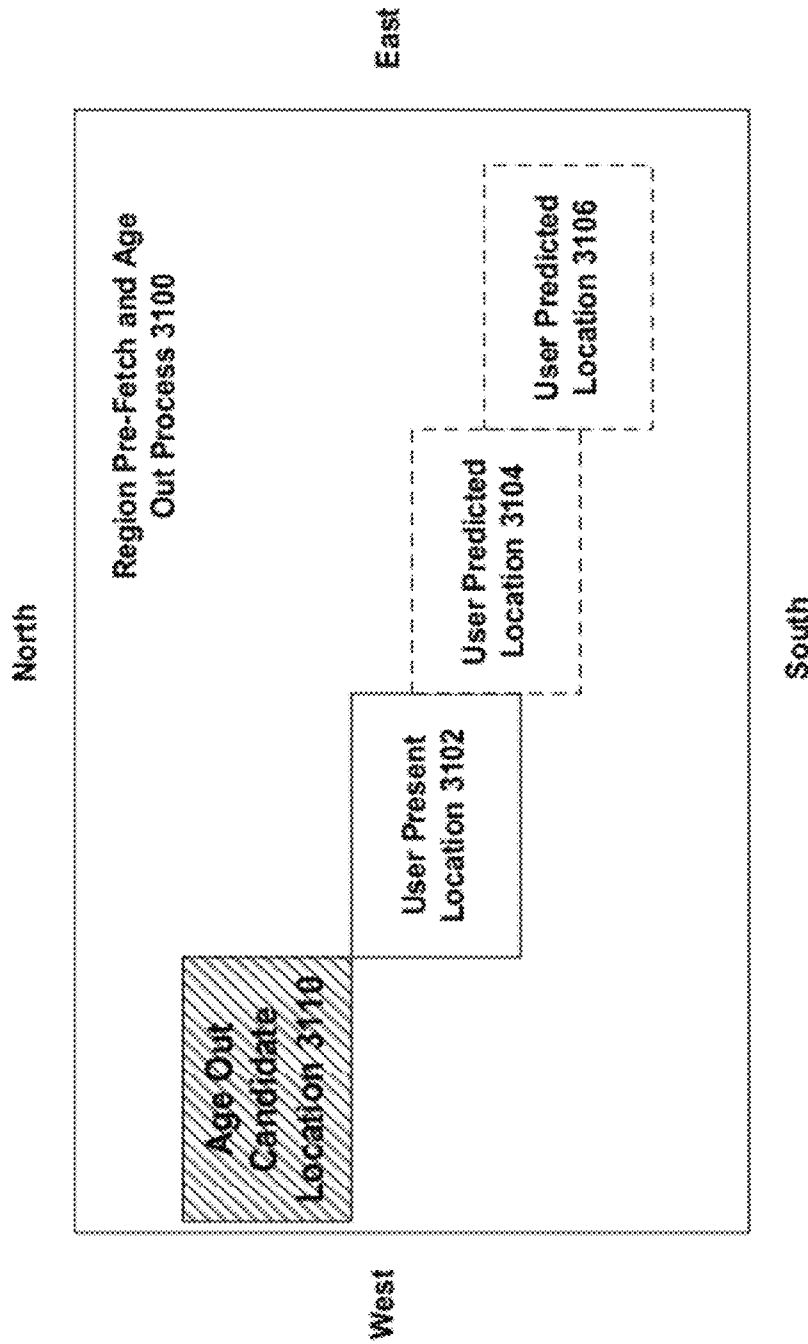 North
Region Pre-Fetch and Age
Out Process 3100
West
East
Age Out
Candidate
Location 3110
User Present
Location 3102
User Predicted
Location 3104
User Predicted
Location 3106
South